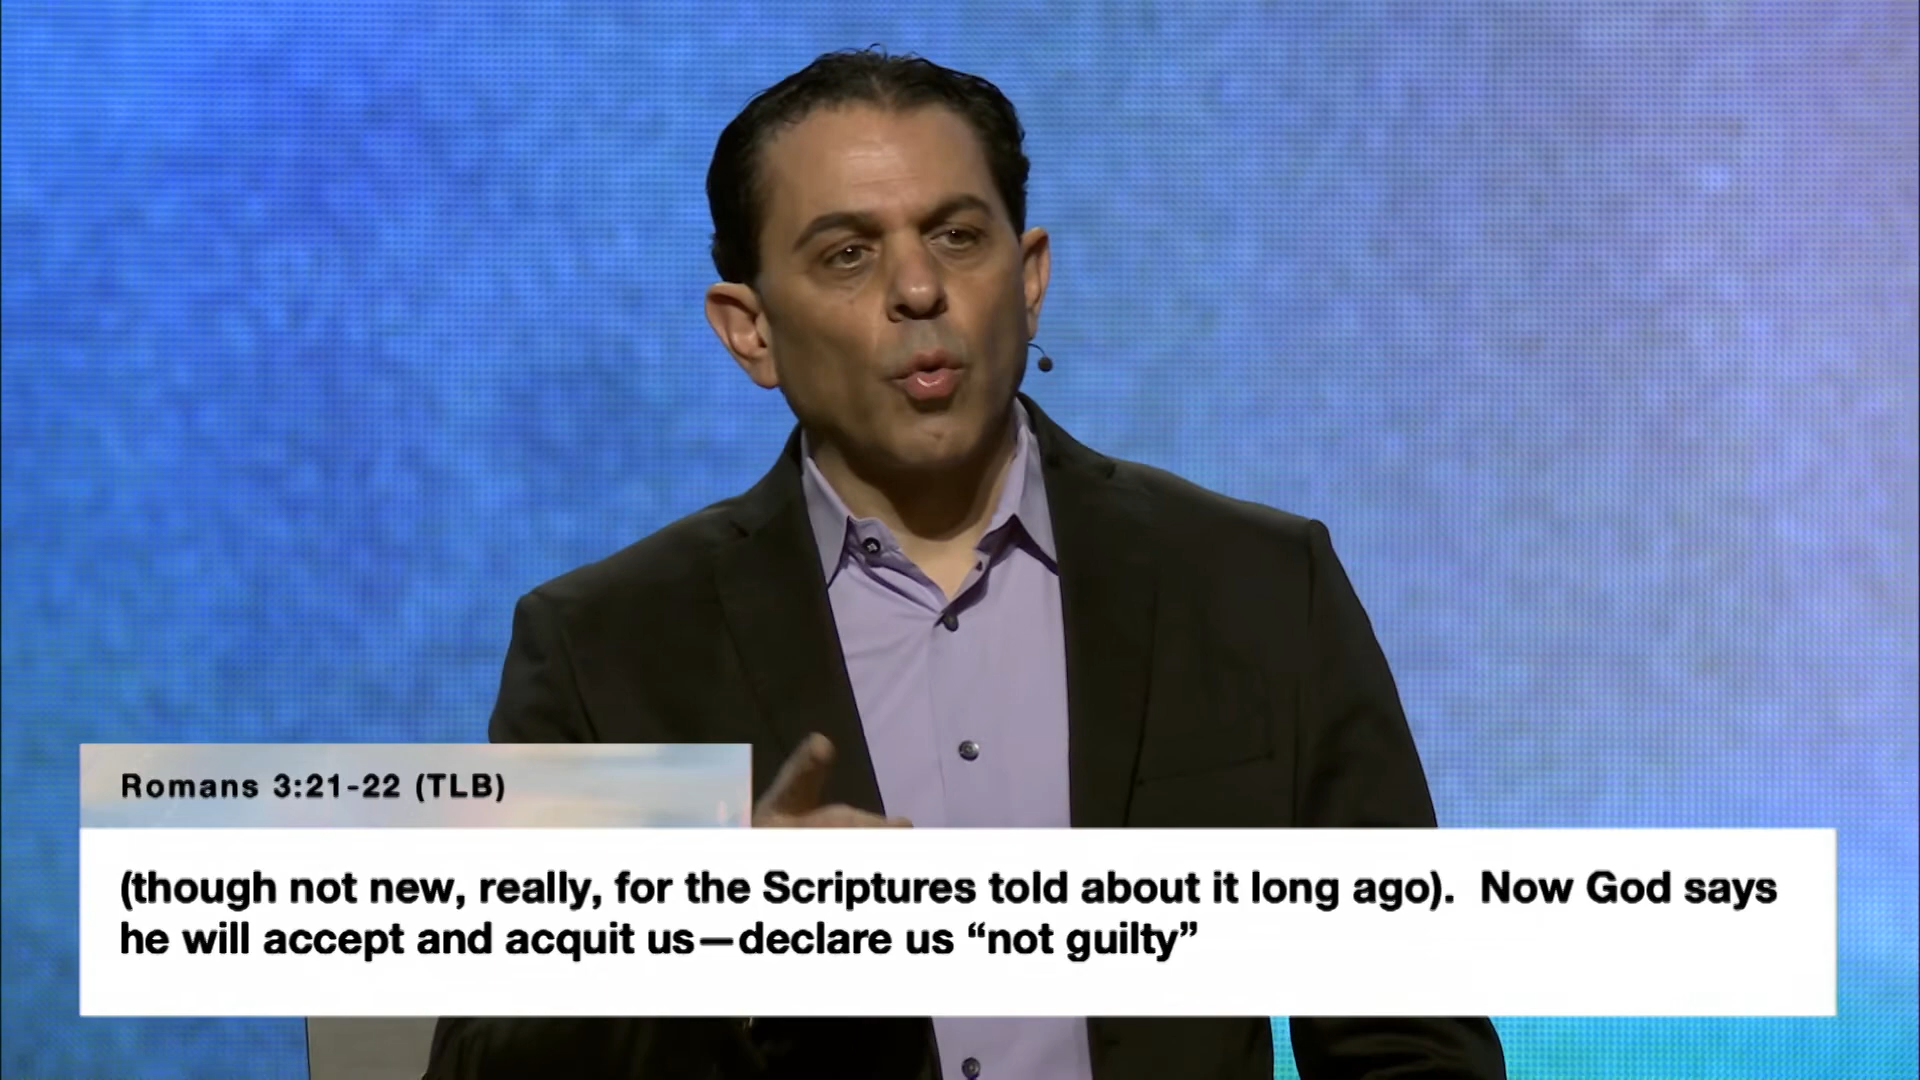 Romans 3:21-22 (TLB)
(though not new, really, for the Scriptures told about it long ago).  Now God says
he will accept and acquit us—declare us “not guilty”